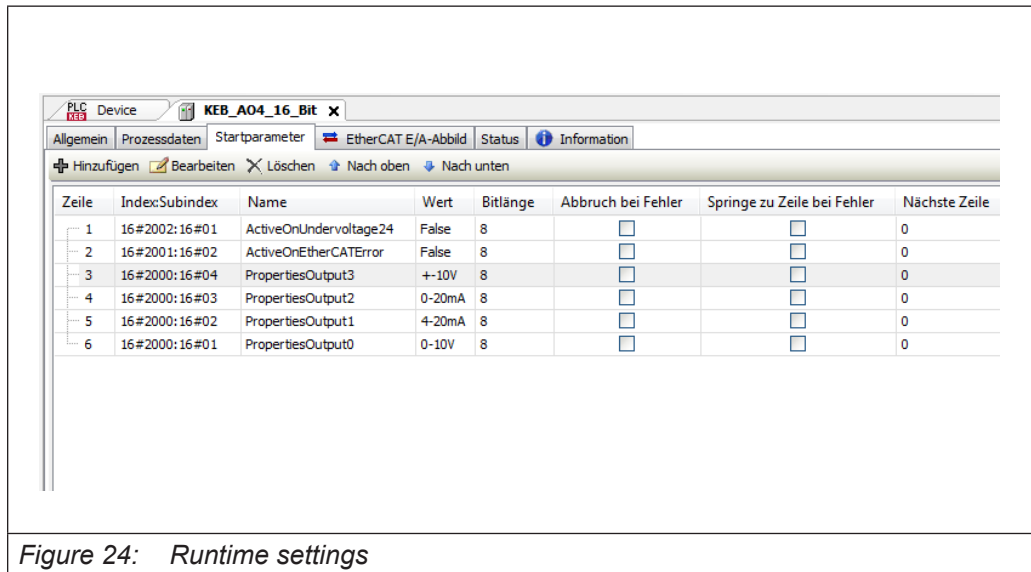 PLC KEB Device KEB_AO4_16_Bit X
Allgemein Prozessdaten Startparameter EtherCAT E/A-Abbild Status Information
Hinzufügen Bearbeiten Löschen Nach oben Nach unten
Zeile Index:Subindex Name Wert Bitlänge Abbruch bei Fehler Springe zu Zeile bei Fehler Nächste Zeile
1 16#2002:16#01 ActiveOnUndervoltage24 False 8 0
2 16#2001:16#02 ActiveOnEtherCATError False 8 0
3 16#2000:16#04 PropertiesOutput3 +-10V 8 0
4 16#2000:16#03 PropertiesOutput2 0-20mA 8 0
5 16#2000:16#02 PropertiesOutput1 4-20mA 8 0
6 16#2000:16#01 PropertiesOutput0 0-10V 8 0
Figure 24: Runtime settings